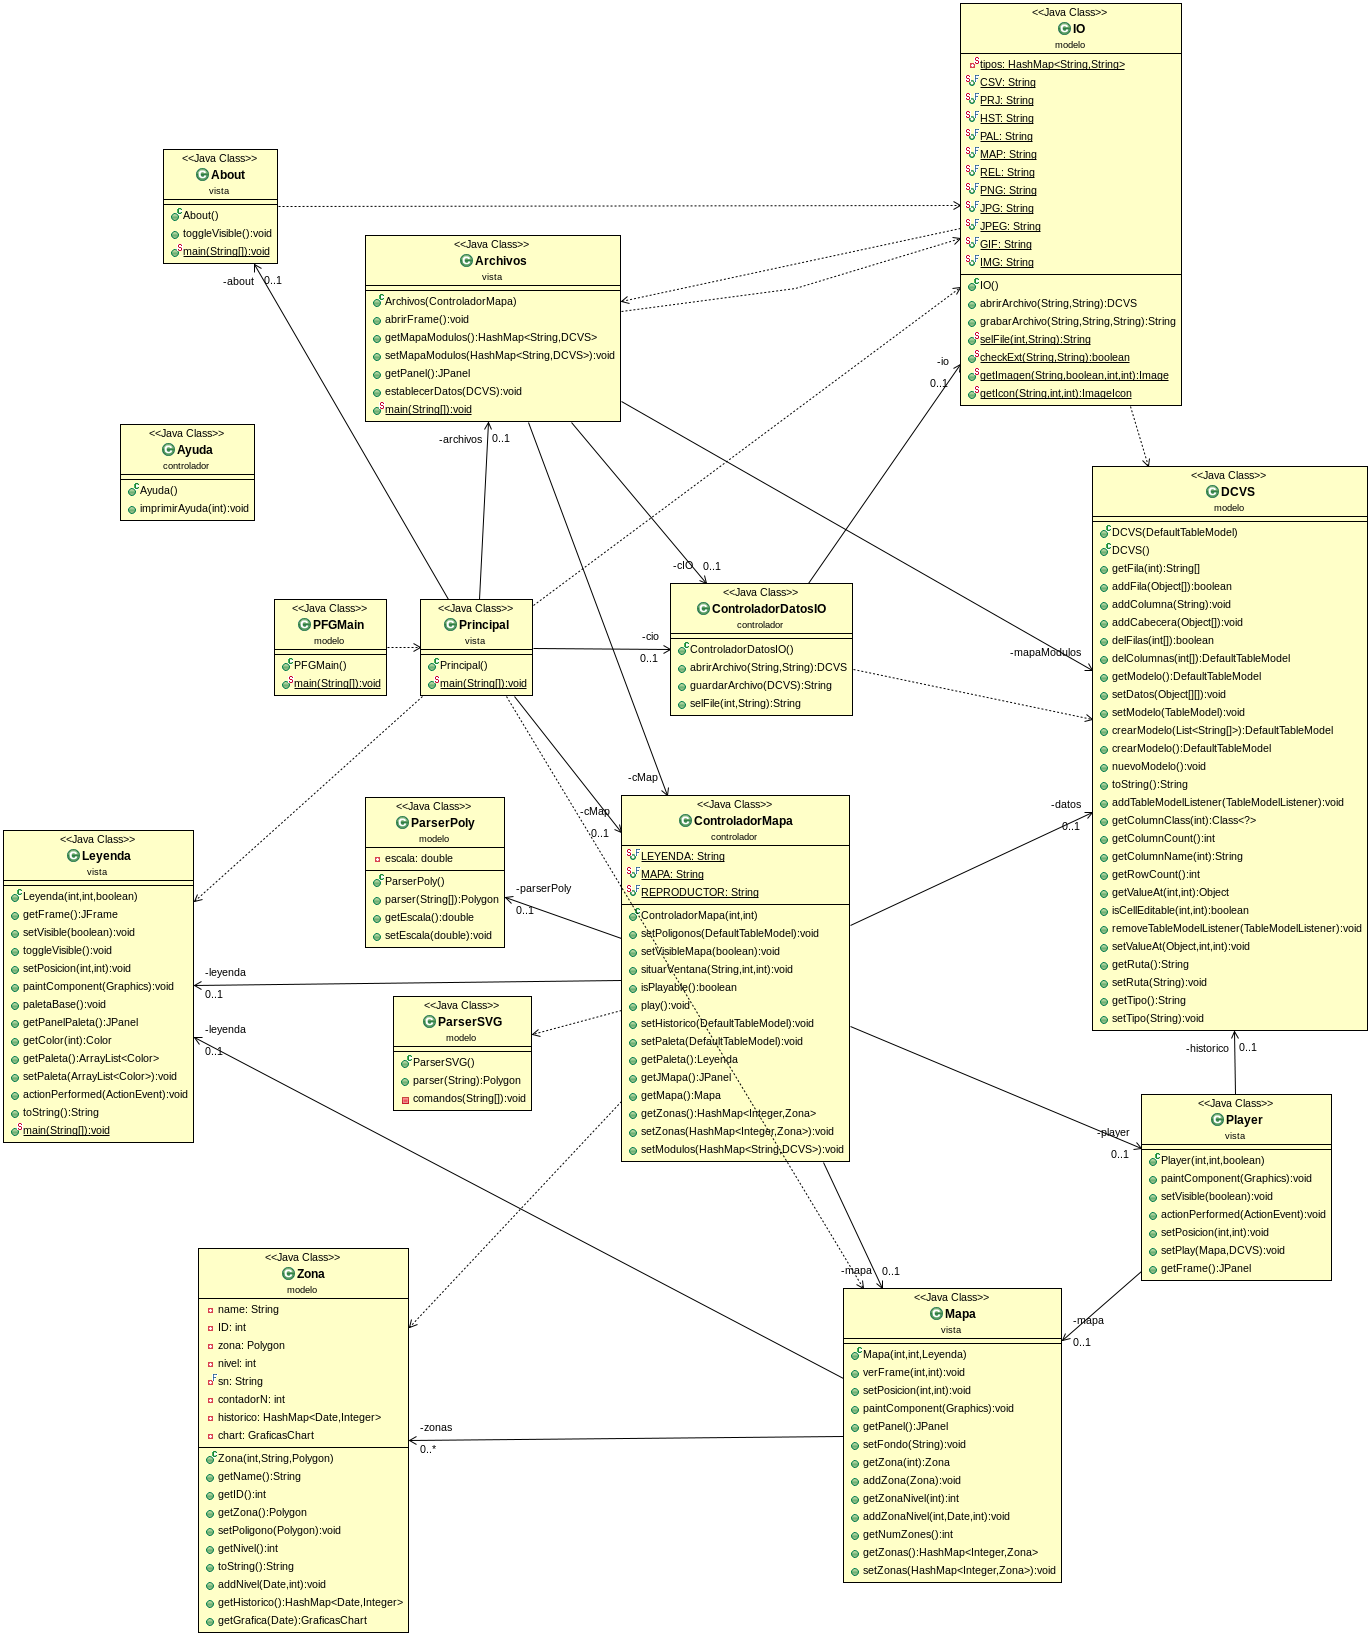 <<Java Class>>
IO
modelo
tipos: HashMap<String,String>
CSV: String
PRJ: String
HST: String
PAL: String
MAP: String
REL: String
PNG: String
JPG: String
JPEG: String
GIF: String
IMG: String
IO()
abrirArchivo(String,String):DCVS
grabarArchivo(String,String,String):String
selFile(int,String):String
checkExt(String,String):boolean
getImagen(String,boolean,int,int):Image
getIcon(String,int,int):ImageIcon
<<Java Class>>
About
vista
About()
toggleVisible():void
main(String[]):void
-about
0..1
<<Java Class>>
Archivos
vista
Archivos(ControladorMapa)
abrirFrame():void
getMapaModulos():HashMap<String,DCVS>
setMapaModulos(HashMap<String,DCVS>):void
getPanel():JPanel
establecerDatos(DCVS):void
main(String[]):void
-io
0..1
-archivos
0..1
<<Java Class>>
Ayuda
controlador
Ayuda()
imprimirAyuda(int):void
<<Java Class>>
DCVS
modelo
DCVS(DefaultTableModel)
DCVS()
getFila(int):String[]
addFila(Object[]):boolean
addColumna(String):void
addCabecera(Object[]):void
delFilas(int[]):boolean
delColumnas(int[]):DefaultTableModel
getModelo():DefaultTableModel
setDatos(Object[][]):void
setModelo(TableModel):void
crearModelo(List<String[]>):DefaultTableModel
crearModelo():DefaultTableModel
nuevoModelo():void
toString():String
addTableModelListener(TableModelListener):void
getColumnClass(int):Class<?>
getColumnCount():int
getColumnName(int):String
getRowCount():int
getValueAt(int,int):Object
isCellEditable(int,int):boolean
removeTableModelListener(TableModelListener):void
setValueAt(Object,int,int):void
getRuta():String
setRuta(String):void
getTipo():String
setTipo(String):void
-cIO
0..1
<<Java Class>>
PFGMain
modelo
PFGMain()
main(String[]):void
<<Java Class>>
Principal
vista
Principal()
main(String[]):void
-cio
0..1
<<Java Class>>
ControladorDatosIO
controlador
ControladorDatosIO()
abrirArchivo(String,String):DCVS
guardarArchivo(DCVS):String
selFile(int,String):String
-mapaModulos
-cMap
-cMap
0..1
<<Java Class>>
ParserPoly
modelo
escala: double
ParserPoly()
parser(String[]):Polygon
getEscala():double
setEscala(double):void
-parserPoly
0..1
<<Java Class>>
ControladorMapa
controlador
LEYENDA: String
MAPA: String
REPRODUCTOR: String
ControladorMapa(int,int)
setPoligonos(DefaultTableModel):void
setVisibleMapa(boolean):void
situarVentana(String,int,int):void
isPlayable():boolean
play():void
setHistorico(DefaultTableModel):void
setPaleta(DefaultTableModel):void
getPaleta():Leyenda
getJMapa():JPanel
getMapa():Mapa
getZonas():HashMap<Integer,Zona>
setZonas(HashMap<Integer,Zona>):void
setModulos(HashMap<String,DCVS>):void
-datos
0..1
<<Java Class>>
Leyenda
vista
Leyenda(int,int,boolean)
getFrame():JFrame
setVisible(boolean):void
toggleVisible():void
setPosicion(int,int):void
paintComponent(Graphics):void
paletaBase():void
getPanelPaleta():JPanel
getColor(int):Color
getPaleta():ArrayList<Color>
setPaleta(ArrayList<Color>):void
actionPerformed(ActionEvent):void
toString():String
main(String[]):void
-leyenda
0..1
-leyenda
0..1
<<Java Class>>
ParserSVG
modelo
ParserSVG()
parser(String):Polygon
comandos(String[]):void
-historico
0..1
-player
0..1
<<Java Class>>
Player
vista
Player(int,int,boolean)
paintComponent(Graphics):void
setVisible(boolean):void
actionPerformed(ActionEvent):void
setPosicion(int,int):void
setPlay(Mapa,DCVS):void
getFrame():JPanel
<<Java Class>>
Zona
modelo
name: String
ID: int
zona: Polygon
nivel: int
sn: String
contadorN: int
historico: HashMap<Date,Integer>
chart: GraficasChart
Zona(int,String,Polygon)
getName():String
getID():int
getZona():Polygon
setPoligono(Polygon):void
getNivel():int
toString():String
addNivel(Date,int):void
getHistorico():HashMap<Date,Integer>
getGrafica(Date):GraficasChart
-zonas
0..*
-mapa
0..1
<<Java Class>>
Mapa
vista
Mapa(int,int,Leyenda)
verFrame(int,int):void
setPosicion(int,int):void
paintComponent(Graphics):void
getPanel():JPanel
setFondo(String):void
getZona(int):Zona
addZona(Zona):void
getZonaNivel(int):int
addZonaNivel(int,Date,int):void
getNumZones():int
getZonas():HashMap<Integer,Zona>
setZonas(HashMap<Integer,Zona>):void
-mapa
0..1